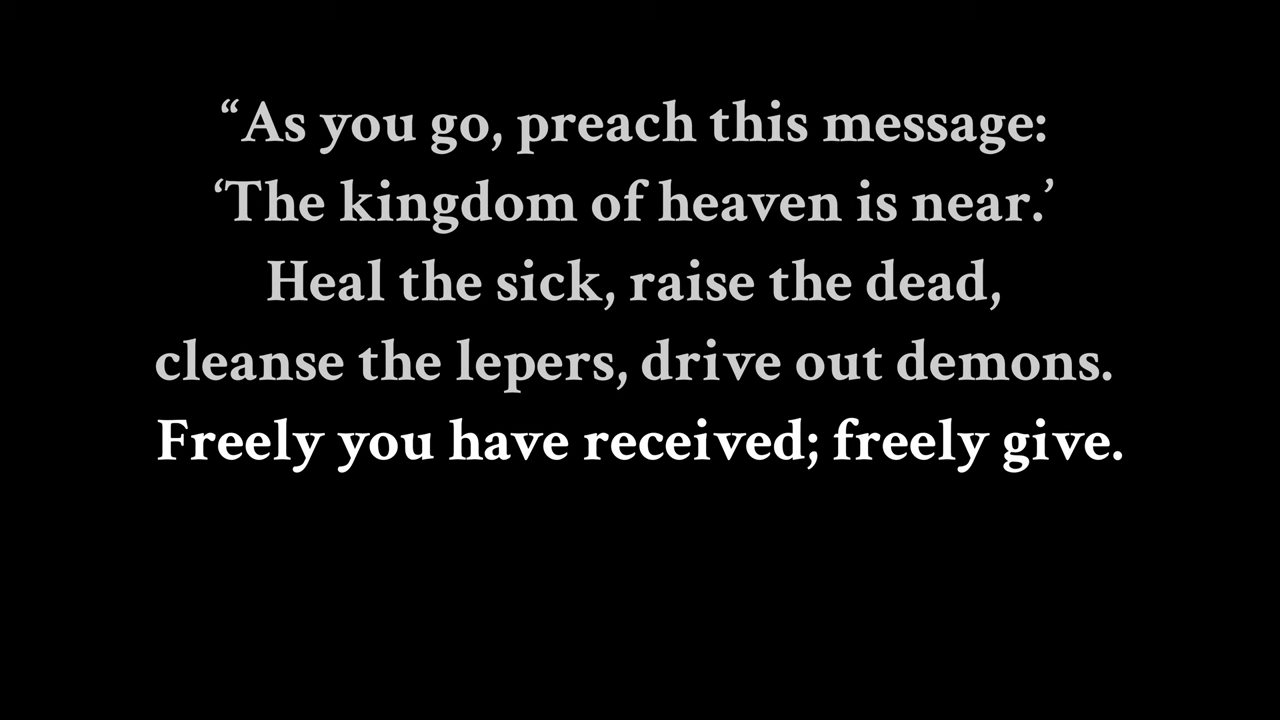 “As you go, preach this message:
‘The kingdom of heaven is near.’
Heal the sick, raise the dead,
cleanse the lepers, drive out demons.
Freely you have received; freely give.